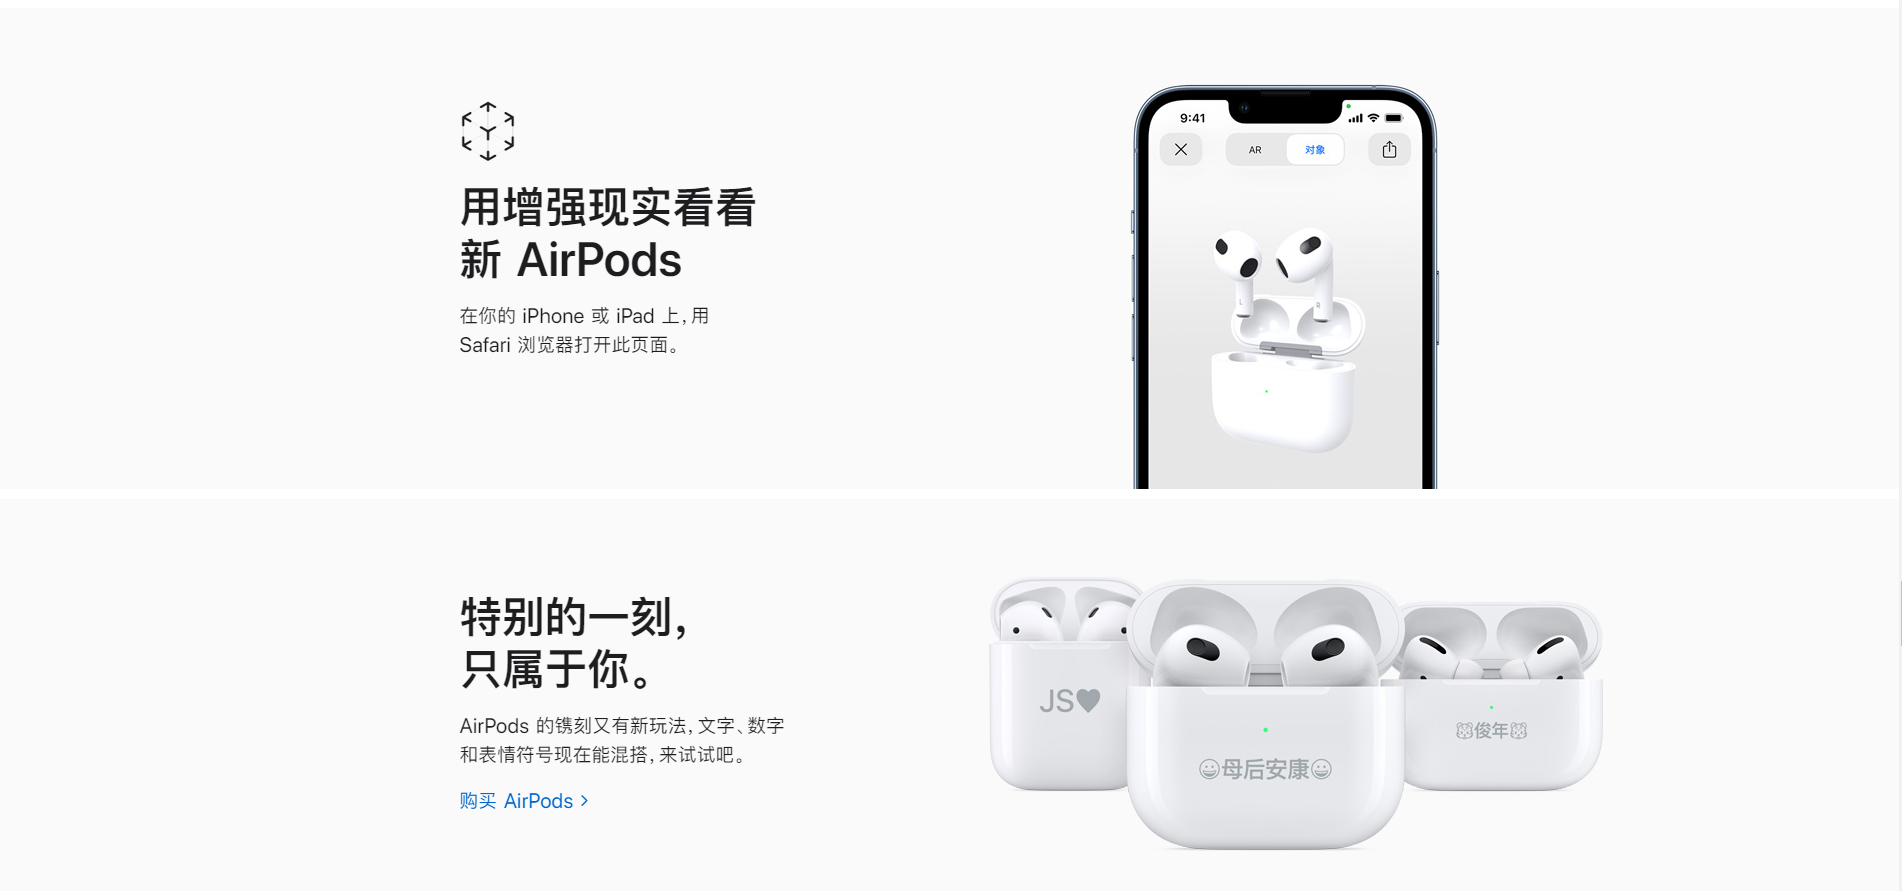 用增强现实看看
新 AirPods
在你的 iPhone 或 iPad 上，用
Safari 浏览器打开此页面。
9:41
AR 对象
L R
特别的一刻，
只属于你。
AirPods 的镌刻又有新玩法，文字、数字
和表情符号现在能混搭，来试试吧。
购买 AirPods >
JS♥
😀母后安康😀
🐯俊年🐯